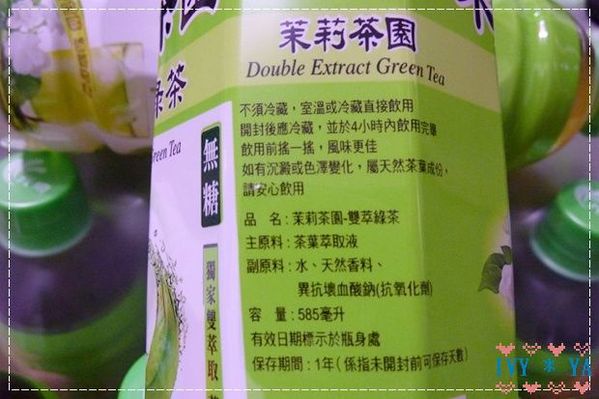 茉莉茶園
Double Extract Green Tea
綠茶
Green Tea
不須冷藏，室溫或冷藏直接飲用
開封後應冷藏，並於4小時內飲用完畢
飲用前搖一搖，風味更佳
如有沉澱或色澤變化，屬天然茶葉成份，
請安心飲用
無糖
獨家雙萃取
品 名：茉莉茶園-雙萃綠茶
主原料：茶葉萃取液
副原料：水、天然香料、
異抗壞血酸鈉(抗氧化劑)
容 量：585毫升
有效日期標示於瓶身處
保存期間：1年(係指未開封前可保存天數)
IVY * YA